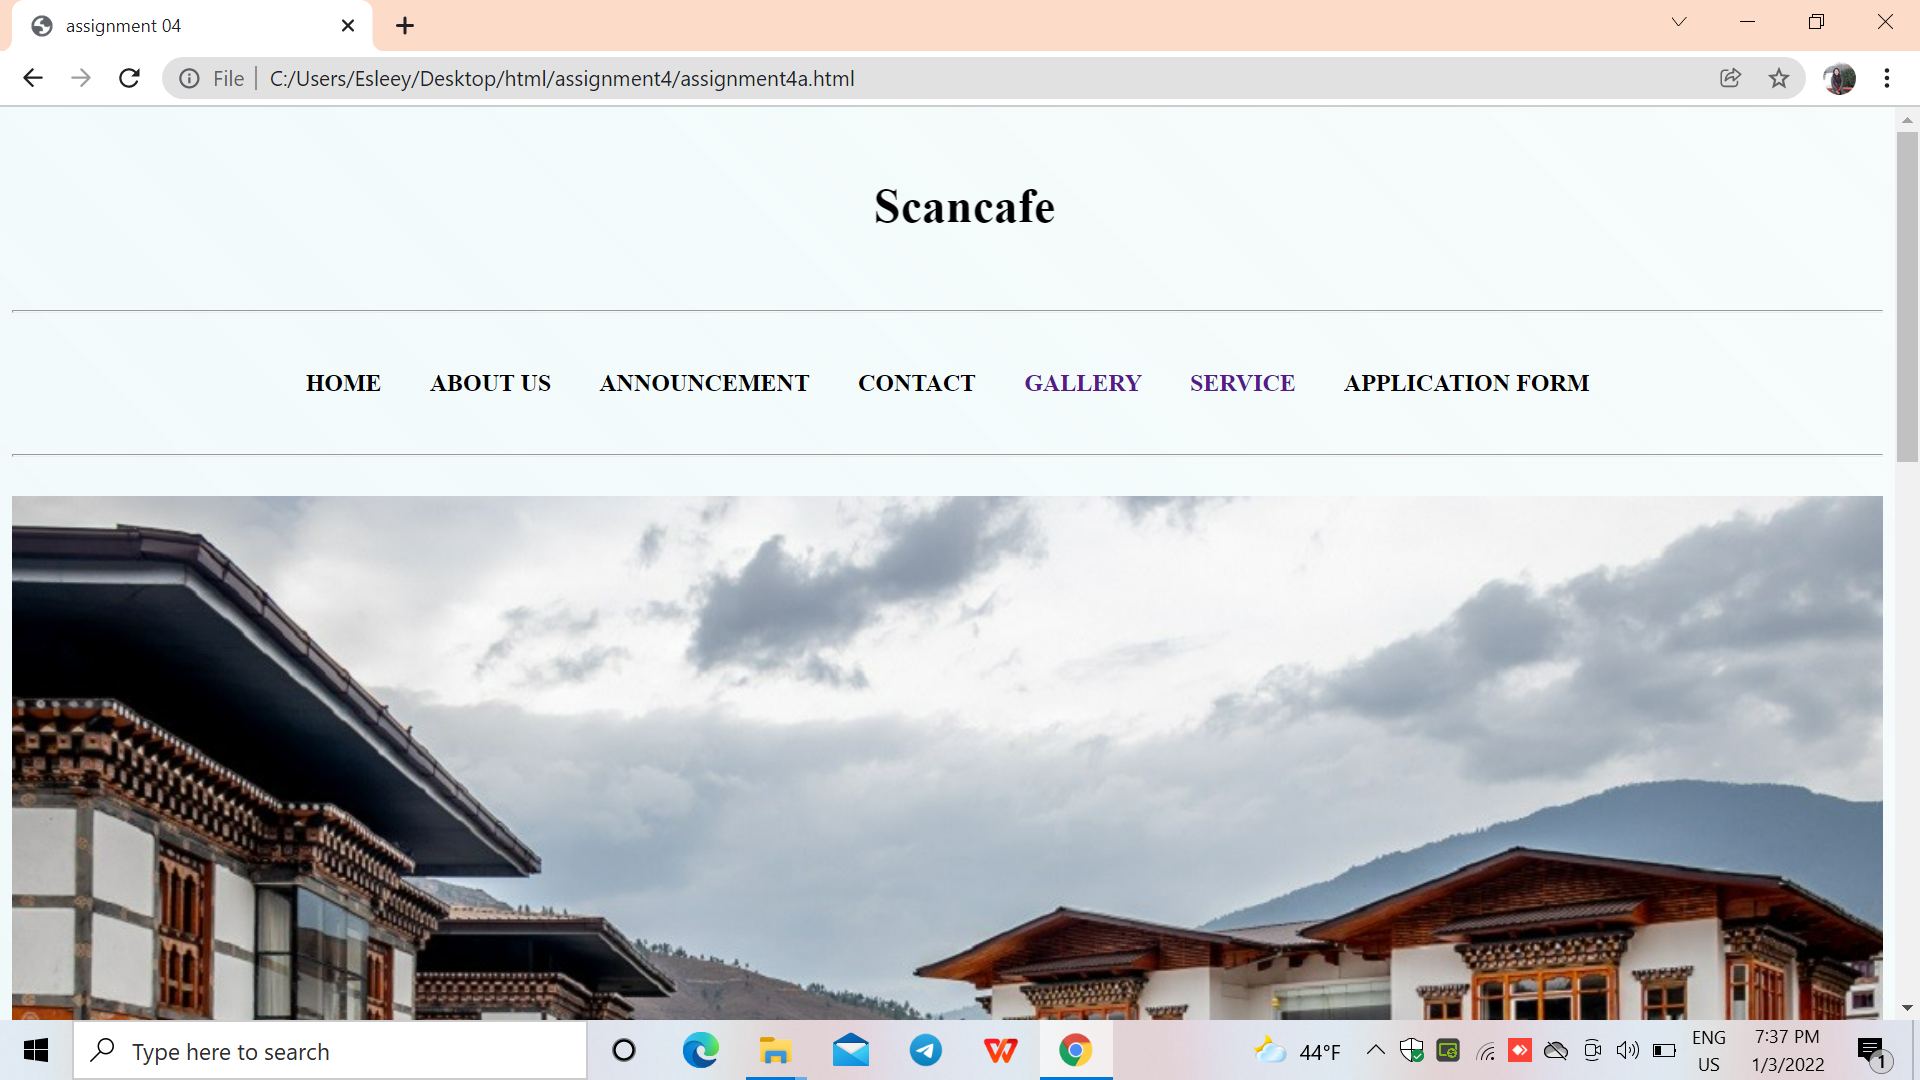 assignment 04
File
C:/Users/Esleey/Desktop/html/assignment4/assignment4a.html
Scancafe
HOME ABOUT US ANNOUNCEMENT CONTACT GALLERY SERVICE APPLICATION FORM
Type here to search
44°F
ENG
US
7:37 PM
1/3/2022
1